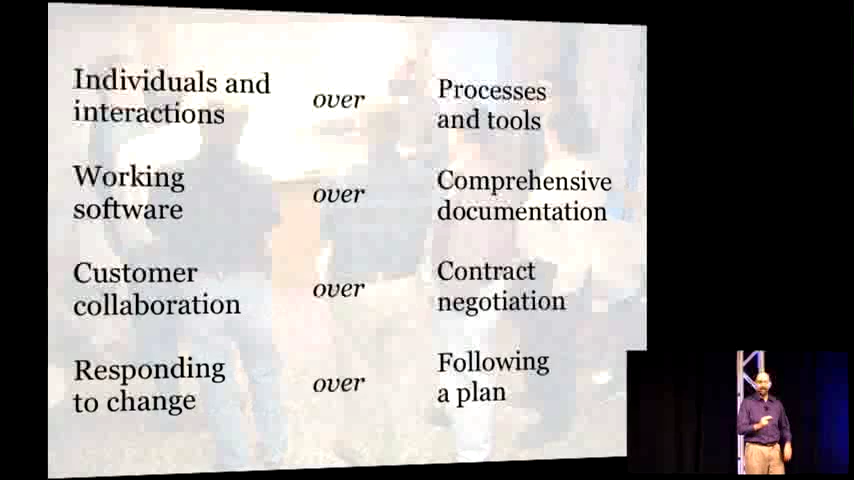 Individuals and
interactions
over
Processes
and tools
Working
software
over
Comprehensive
documentation
Customer
collaboration
over
Contract
negotiation
Responding
to change
over
Following
a plan